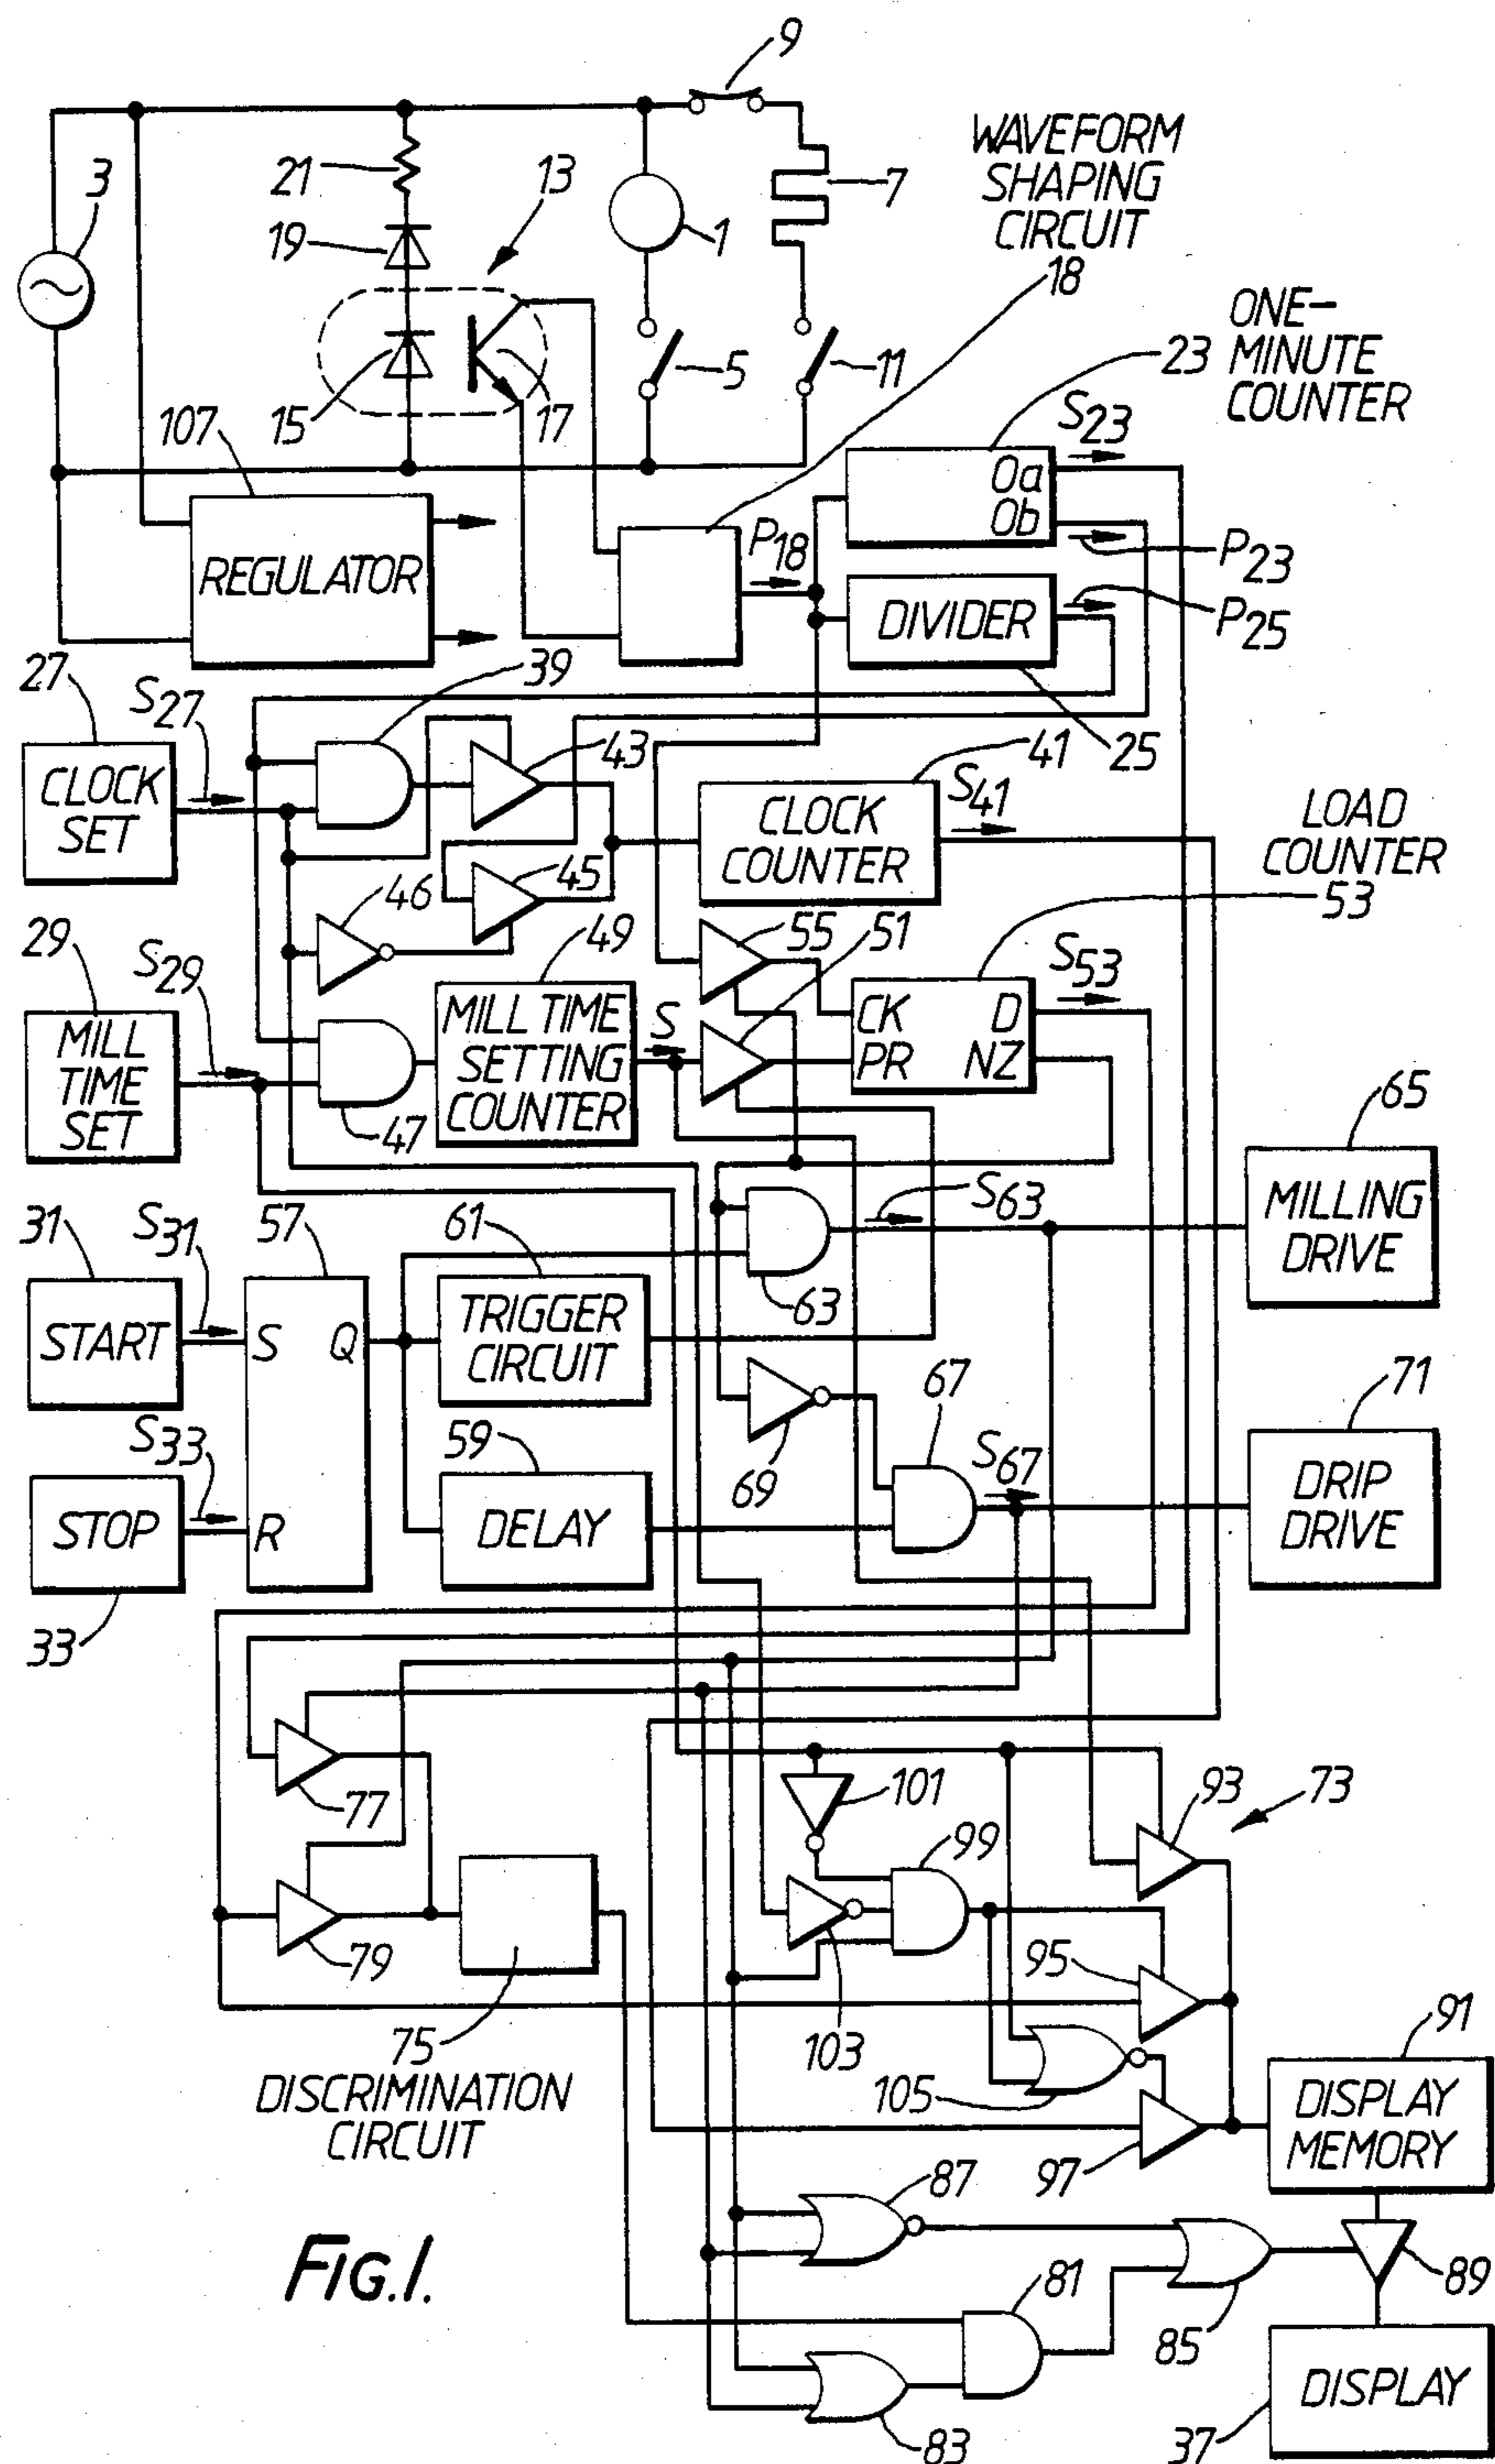 9
WAVEFORM
SHAPING
CIRCUIT
3
21
13
7
19
1
18
ONE-
MINUTE
COUNTER
23
15
17
5
11
107
S23
Oa
Ob
P23
REGULATOR
P18
DIVIDER
P25
27
S27
39
43
41
25
CLOCK
SET
CLOCK
COUNTER
S41
LOAD
COUNTER
53
46
45
29
S29
49
55
51
S53
MILL
TIME
SET
MILL TIME
SETTING
COUNTER
S
CK
PR
D
NZ
47
65
31
S31
57
61
S63
MILLING
DRIVE
START
S
Q
TRIGGER
CIRCUIT
63
67
71
S33
59
69
S67
STOP
R
DELAY
DRIP
DRIVE
33
77
101
93
73
99
79
95
75
DISCRIMINATION
CIRCUIT
103
105
91
DISPLAY
MEMORY
97
87
89
FIG.1.
81
85
DISPLAY
83
37